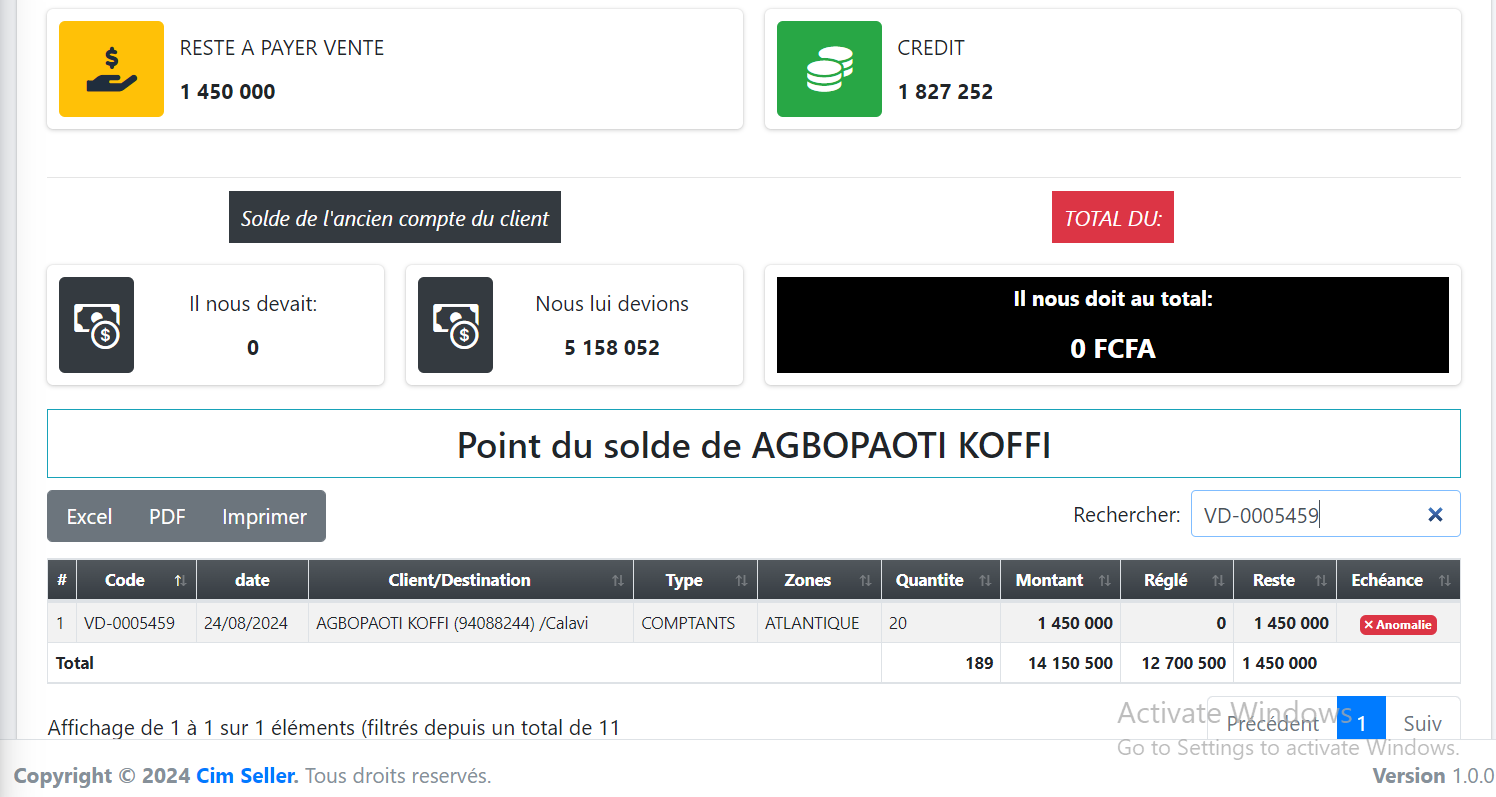 RESTE A PAYER VENTE
1 450 000
CREDIT
1 827 252
Solde de l'ancien compte du client
TOTAL DU:
Il nous devait:
0
Nous lui devions
5 158 052
Il nous doit au total:
0 FCFA
Point du solde de AGBOPAOTI KOFFI
Excel PDF Imprimer
Rechercher: VD-0005459
# Code date Client/Destination Type Zones Quantite Montant Réglé Reste Echéance
1 VD-0005459 24/08/2024 AGBOPAOTI KOFFI (94088244) /Calavi COMPTANTS ATLANTIQUE 20 1 450 000 0 1 450 000 Anomalie
Total 189 14 150 500 12 700 500 1 450 000
Affichage de 1 à 1 sur 1 éléments (filtrés depuis un total de 11
Précédent 1 Suiv
Activate Windows
Go to Settings to activate Windows.
Copyright © 2024 Cim Seller. Tous droits reservés.
Version 1.0.0